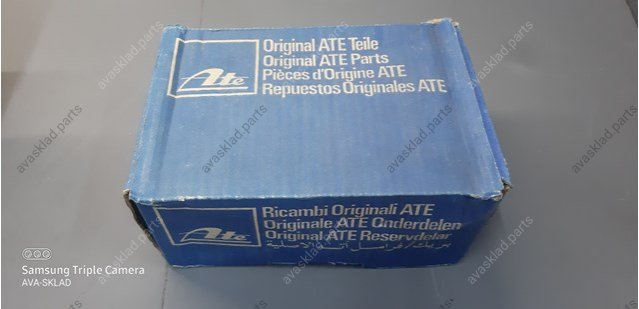 Original ATE Teile
Original ATE Parts
Pièces d'Origine ATE
Repuestos Originales ATE
Ate
Ricambi Originali ATE
Originale ATE Onderdelen
Original ATE Reservdelar
Ate
Samsung Triple Camera
AVA-SKLAD
avasklad.parts